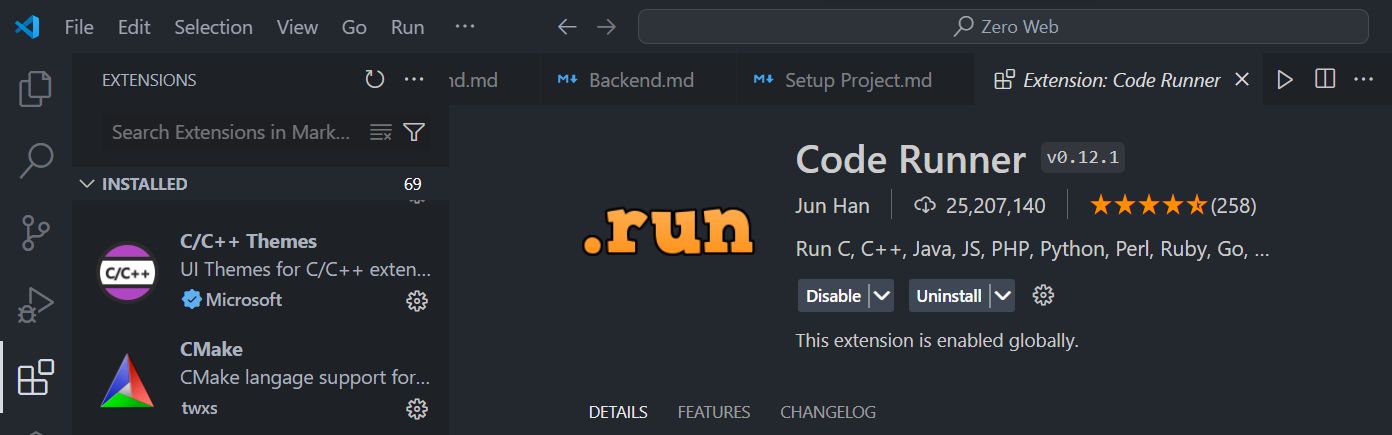 File Edit Selection View Go Run ... Zero Web
EXTENSIONS ...
nd.md Backend.md Setup Project.md Extension: Code Runner ...
Search Extensions in Mark...
INSTALLED 69
C/C++
C/C++ Themes
UI Themes for C/C++ exten...
Microsoft
CMake
CMake langage support for...
twxs
.run
Code Runner v0.12.1
Jun Han 25,207,140 (258)
Run C, C++, Java, JS, PHP, Python, Perl, Ruby, Go, ...
Disable Uninstall
This extension is enabled globally.
DETAILS FEATURES CHANGELOG